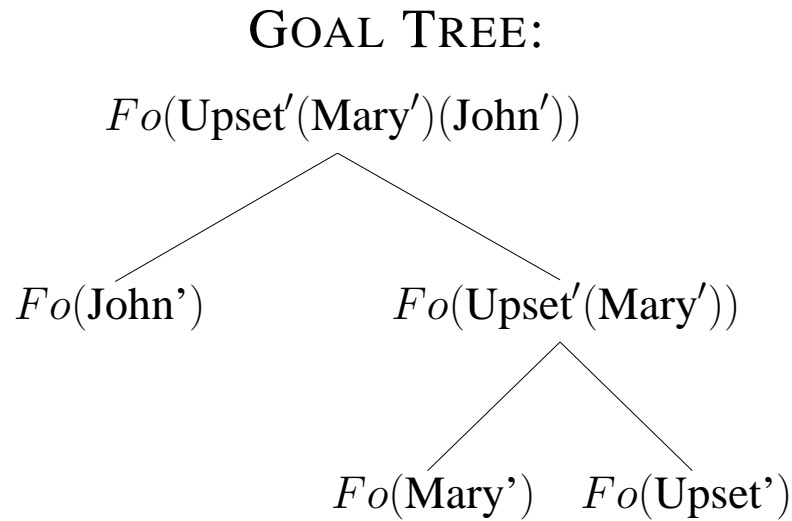 GOAL TREE:
Fo(Upset′(Mary′)(John′))
Fo(John’) Fo(Upset′(Mary′))
Fo(Mary’) Fo(Upset’)